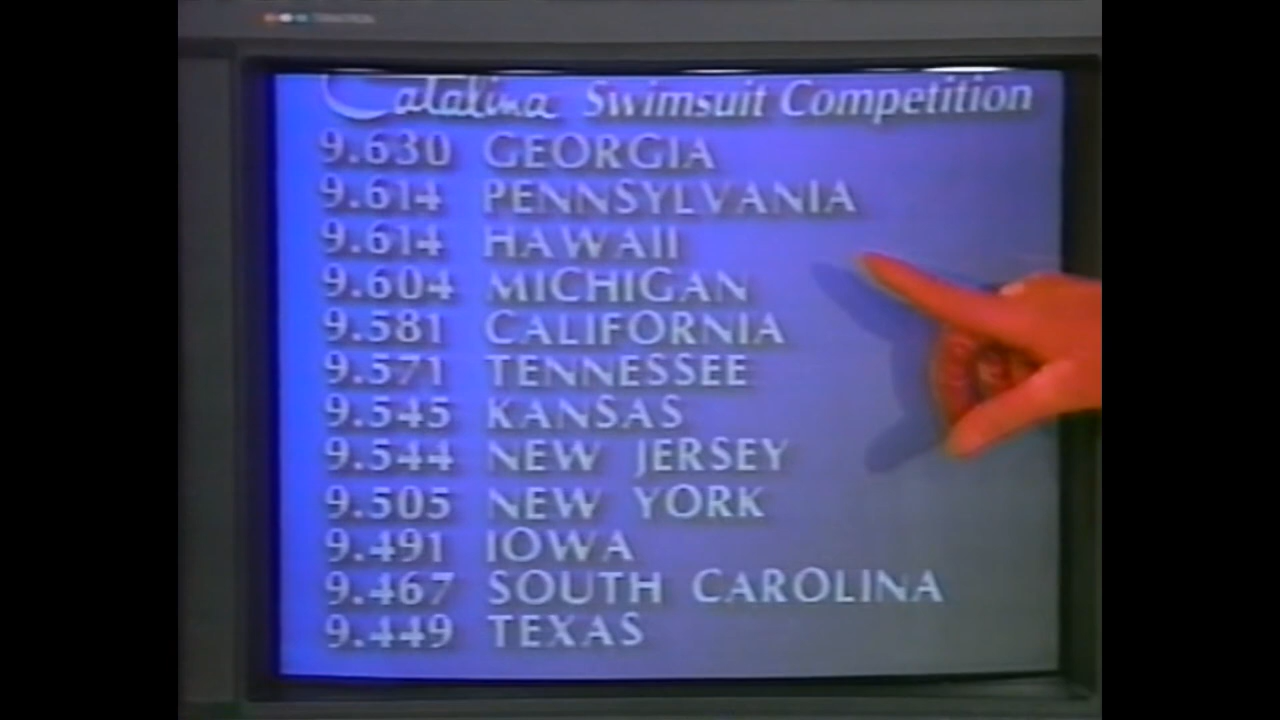 Catalina Swimsuit Competition
9.630 GEORGIA
9.614 PENNSYLVANIA
9.614 HAWAII
9.604 MICHIGAN
9.581 CALIFORNIA
9.571 TENNESSEE
9.545 KANSAS
9.544 NEW JERSEY
9.505 NEW YORK
9.491 IOWA
9.467 SOUTH CAROLINA
9.449 TEXAS